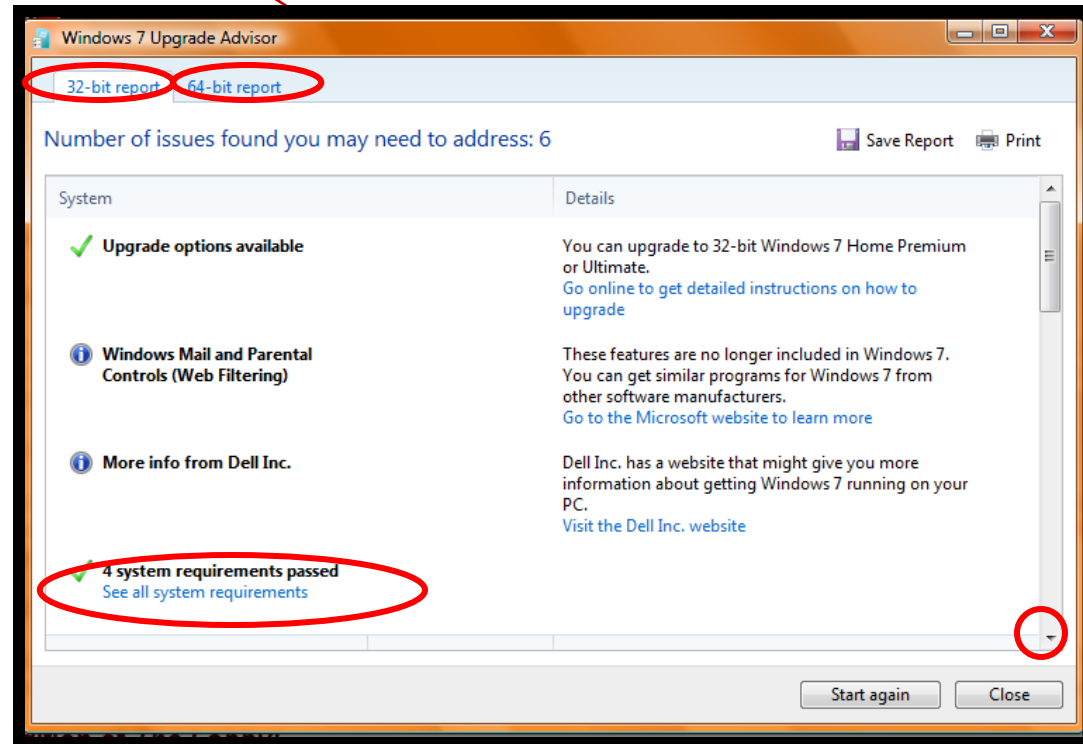 Windows 7 Upgrade Advisor
32-bit report 64-bit report
Number of issues found you may need to address: 6
Save Report Print
System Details
Upgrade options available
You can upgrade to 32-bit Windows 7 Home Premium
or Ultimate.
Go online to get detailed instructions on how to
upgrade
Windows Mail and Parental
Controls (Web Filtering)
These features are no longer included in Windows 7.
You can get similar programs for Windows 7 from
other software manufacturers.
Go to the Microsoft website to learn more
More info from Dell Inc.
Dell Inc. has a website that might give you more
information about getting Windows 7 running on your
PC.
Visit the Dell Inc. website
4 system requirements passed
See all system requirements
Start again Close